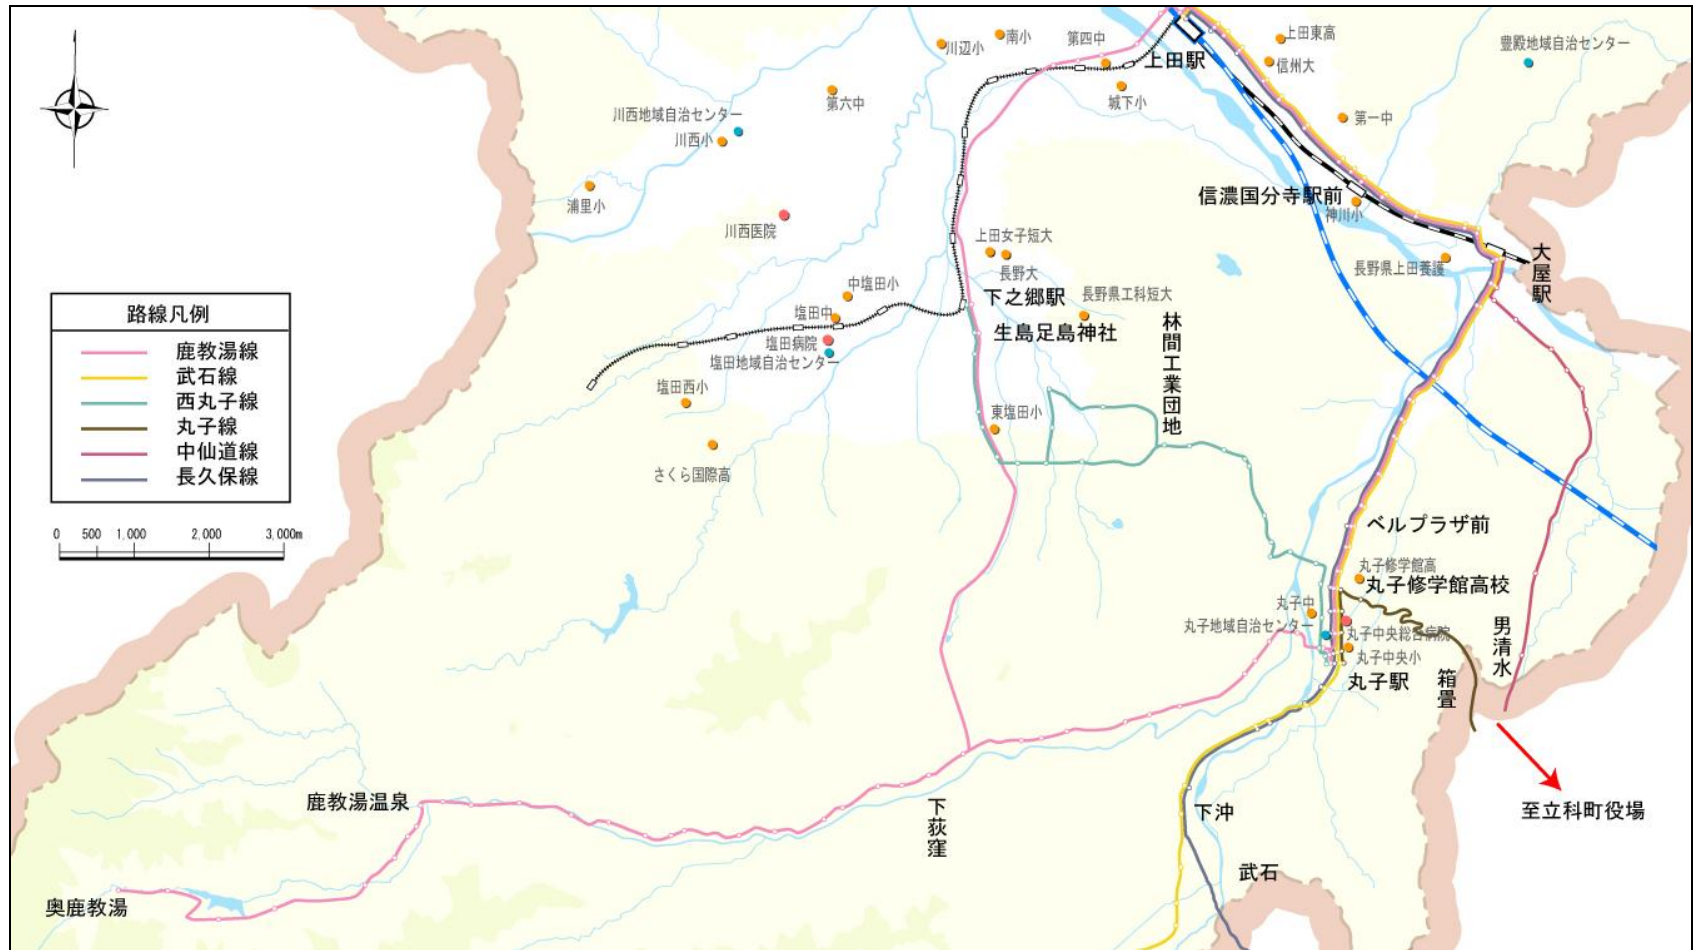 川辺小
南小
第四中
上田駅
上田東高
信州大
豊殿地域自治センター
川西地域自治センター
第六中
城下小
第一中
川西小
浦里小
信濃国分寺駅前
神川小
川西医院
上田女子短大
長野大
長野県上田養護
大屋駅
中塩田小
下之郷駅
長野県工科短大
塩田中
生島足島神社
林間工業団地
塩田病院
塩田地域自治センター
塩田西小
東塩田小
さくら国際高
路線凡例
鹿教湯線
武石線
西丸子線
丸子線
中仙道線
長久保線
0 500 1,000 2,000 3,000m
ベルプラザ前
丸子修学館高
丸子修学館高校
丸子中
丸子地域自治センター
丸子中央総合病院
丸子中央小
丸子駅
男清水
箱畳
鹿教湯温泉
下荻窪
下沖
至立科町役場
武石
奥鹿教湯